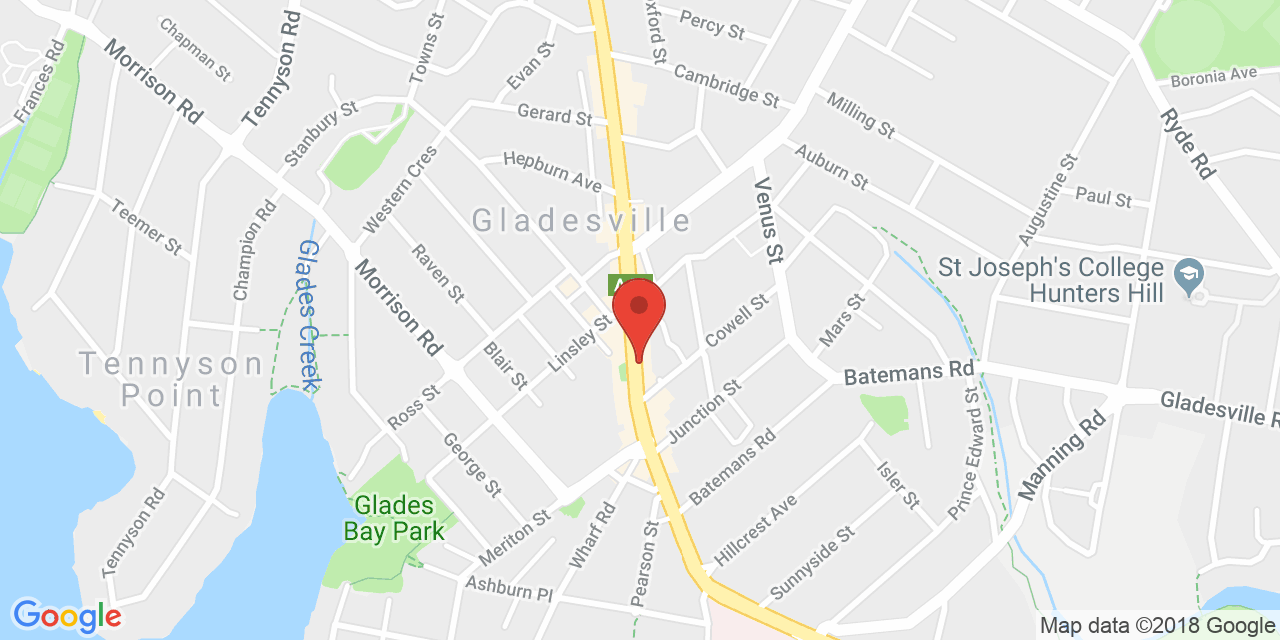 Oxford St
Percy St
Towns St
Chapman St
Tennyson Rd
Frances Rd
Morrison Rd
Evan St
Cambridge St
Boronia Ave
Milling St
Ryde Rd
Gerard St
Stanbury St
Hepburn Ave
Western Cres
Auburn St
Augustine St
Paul St
Venus St
Teemer St
Champion Rd
Gladesville
Glades Creek
Raven St
Morrison Rd
St Joseph's College
Hunters Hill
Linsley St
Cowell St
Mars St
Tennyson
Point
Blair St
Batemans Rd
Ross St
Junction St
Gladesville R
Prince Edward St
Manning Rd
George St
Batemans Rd
Isler St
Glades
Bay Park
Tennyson Rd
Meriton St
Wharf Rd
Pearson St
Hillcrest Ave
Sunnyside St
Ashburn Pl
Google
Map data ©2018 Google